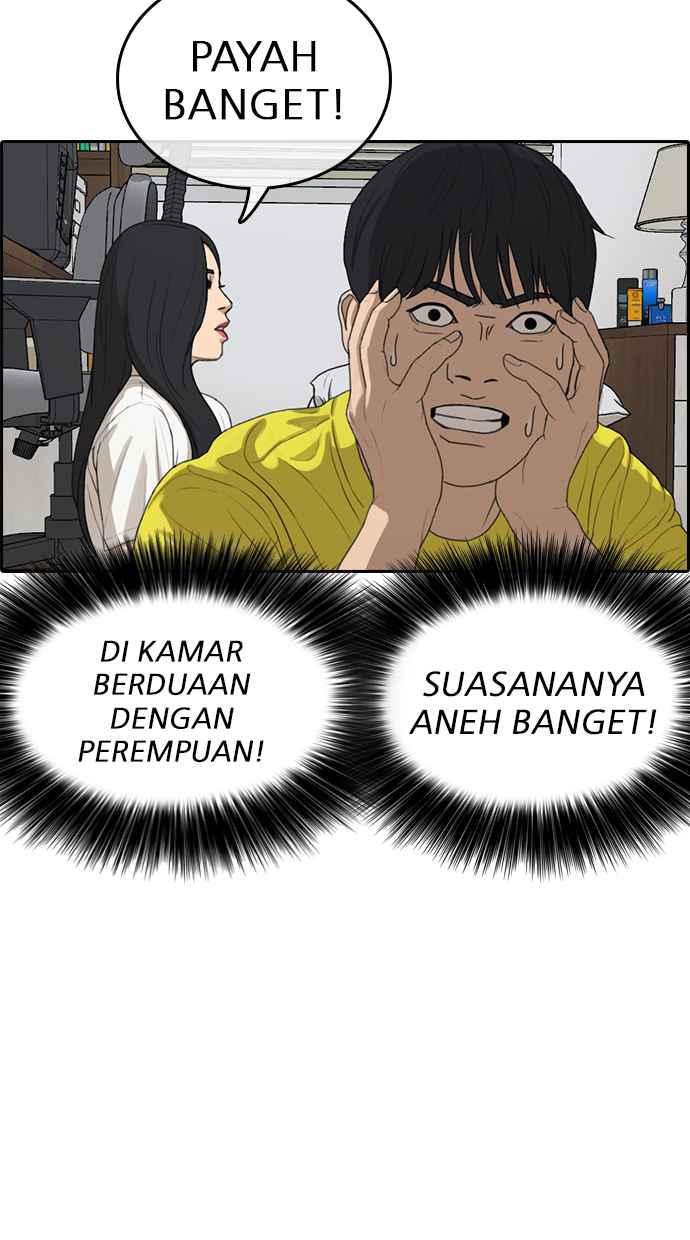 PAYAH
BANGET!
DI KAMAR
BERDUAAN
DENGAN
PEREMPUAN!
SUASANANYA
ANEH BANGET!